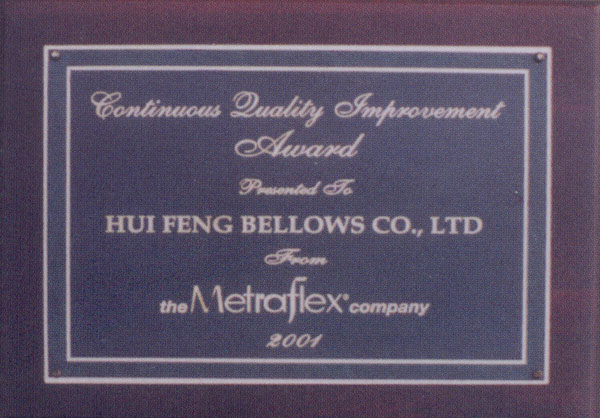 Continuous Quality Improvement
Award
Presented To
HUI FENG BELLOWS CO., LTD
From
the Metraflex® company
2001